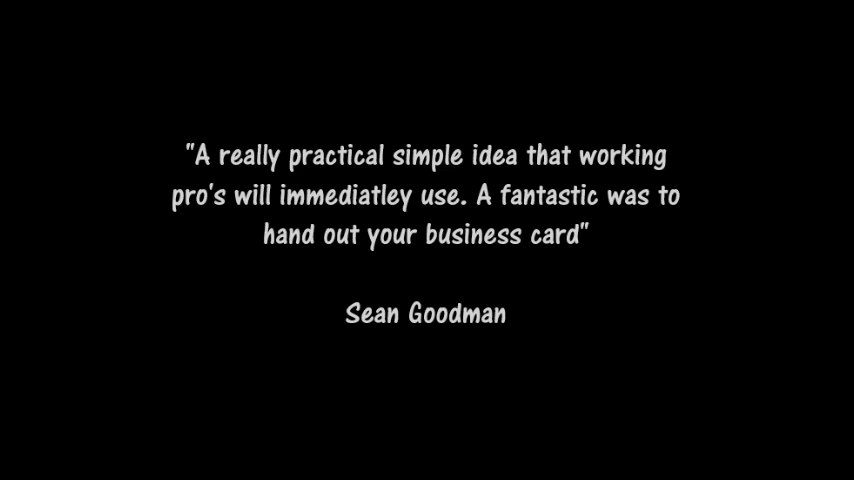 "A really practical simple idea that working
pro's will immediatley use. A fantastic was to
hand out your business card"
Sean Goodman